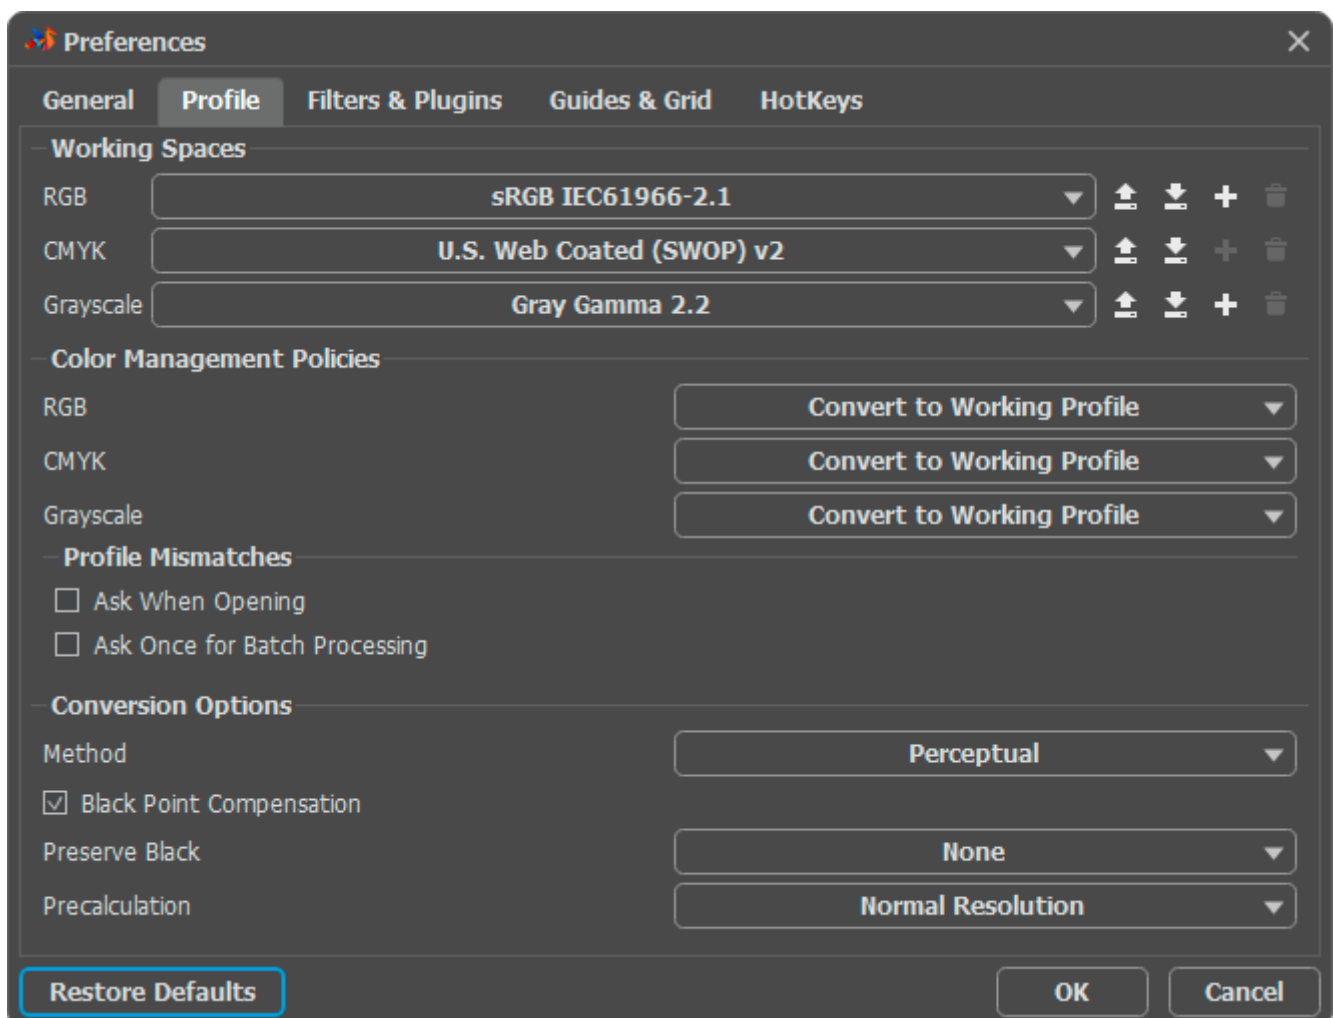 Preferences
General Profile Filters & Plugins Guides & Grid HotKeys
Working Spaces
RGB sRGB IEC61966-2.1
CMYK U.S. Web Coated (SWOP) v2
Grayscale Gray Gamma 2.2
Color Management Policies
RGB Convert to Working Profile
CMYK Convert to Working Profile
Grayscale Convert to Working Profile
Profile Mismatches
Ask When Opening
Ask Once for Batch Processing
Conversion Options
Method Perceptual
Black Point Compensation
Preserve Black None
Precalculation Normal Resolution
Restore Defaults OK Cancel